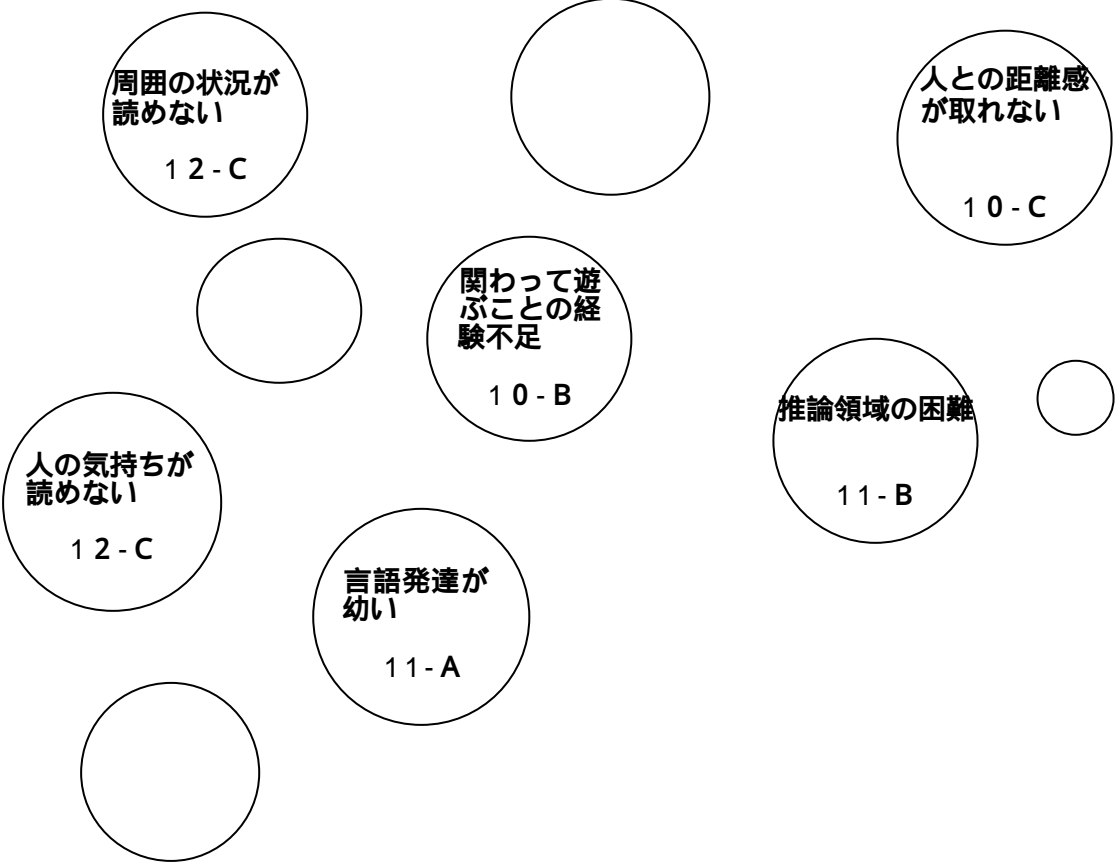 周囲の状況が
読めない
12-C
人との距離感
が取れない
10-C
関わって遊
ぶことの経
験不足
10-B
推論領域の困難
11-B
人の気持ちが
読めない
12-C
言語発達が
幼い
11-A